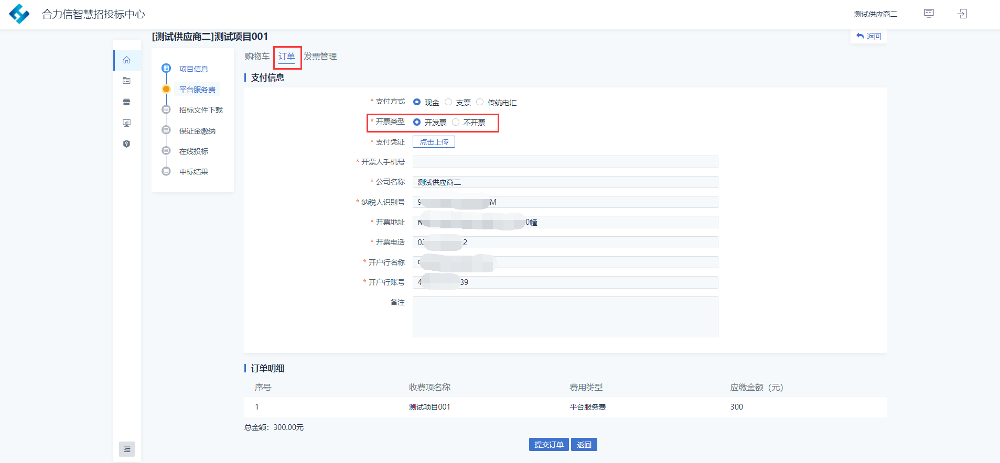 合力信智慧招投标中心
测试供应商二
[测试供应商二]测试项目001
返回
购物车 订单 发票管理
项目信息
平台服务费
招标文件下载
保证金缴纳
在线投标
中标结果
支付信息
* 支付方式 现金 支票 传统电汇
* 开票类型 开发票 不开票
* 支付凭证 点击上传
* 开票人手机号
* 公司名称 测试供应商二
* 纳税人识别号 9 M
* 开票地址 南 0幢
* 开票电话 02 2
* 开户行名称
* 开户行账号 4 39
备注
订单明细
序号 收费项名称 费用类型 应缴金额（元）
1 测试项目001 平台服务费 300
总金额：300.00元
提交订单 返回